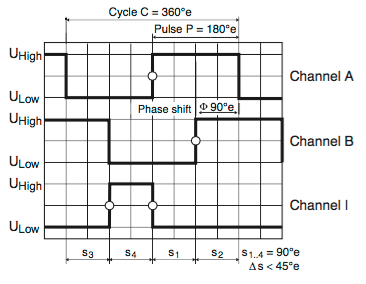 Cycle C = 360°e
Pulse P = 180°e
UHigh
Channel A
ULow
Phase shift Φ 90°e
UHigh
Channel B
ULow
UHigh
Channel I
ULow
s3 s4 s1 s2 s1..4 = 90°e
Δs < 45°e